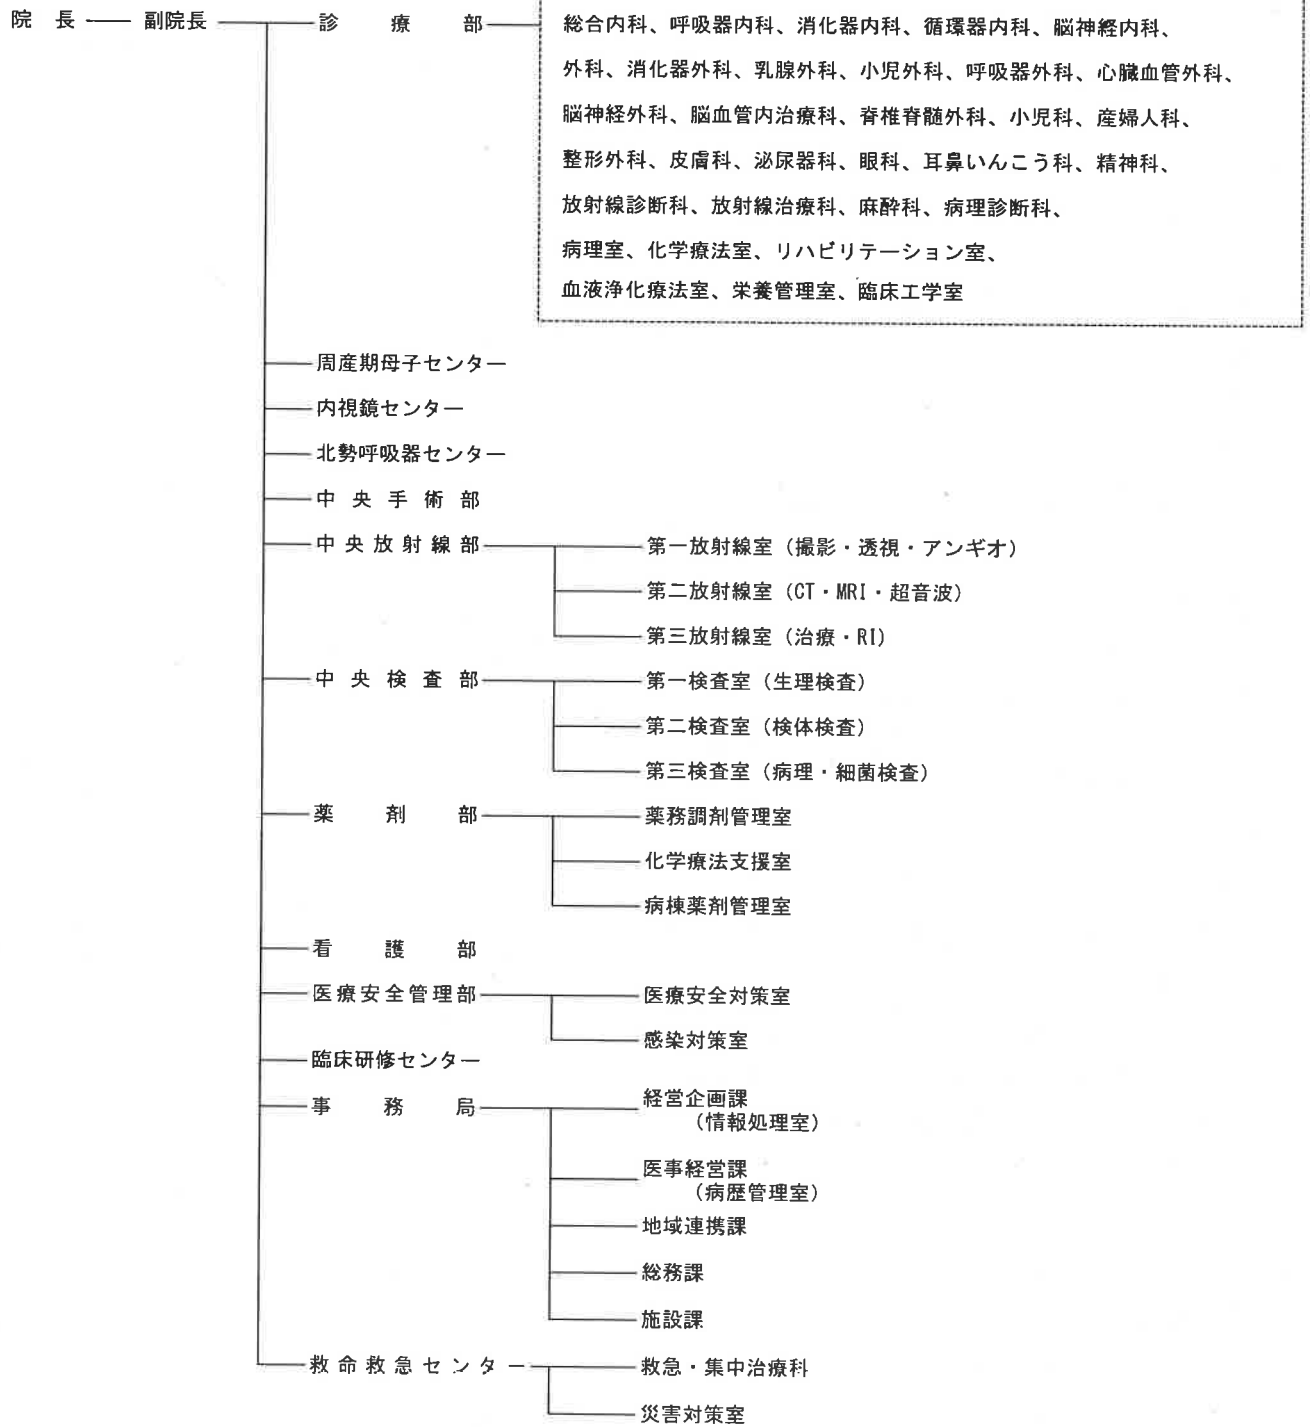 院 長 副院長 診 療 部 総合内科、呼吸器内科、消化器内科、循環器内科、脳神経内科、
外科、消化器外科、乳腺外科、小児外科、呼吸器外科、心臓血管外科、
脳神経外科、脳血管内治療科、脊椎脊髄外科、小児科、産婦人科、
整形外科、皮膚科、泌尿器科、眼科、耳鼻いんこう科、精神科、
放射線診断科、放射線治療科、麻酔科、病理診断科、
病理室、化学療法室、リハビリテーション室、
血液浄化療法室、栄養管理室、臨床工学室
周産期母子センター
内視鏡センター
北勢呼吸器センター
中 央 手 術 部
中 央 放 射 線 部 第一放射線室（撮影・透視・アンギオ）
第二放射線室（CT・MRI・超音波）
第三放射線室（治療・RI）
中 央 検 査 部 第一検査室（生理検査）
第二検査室（検体検査）
第三検査室（病理・細菌検査）
薬 剤 部 薬務調剤管理室
化学療法支援室
病棟薬剤管理室
看 護 部
医療安全管理部 医療安全対策室
感染対策室
臨床研修センター
事 務 局 経営企画課
（情報処理室）
医事経営課
（病歴管理室）
地域連携課
総務課
施設課
救命救急センター 救急・集中治療科
災害対策室